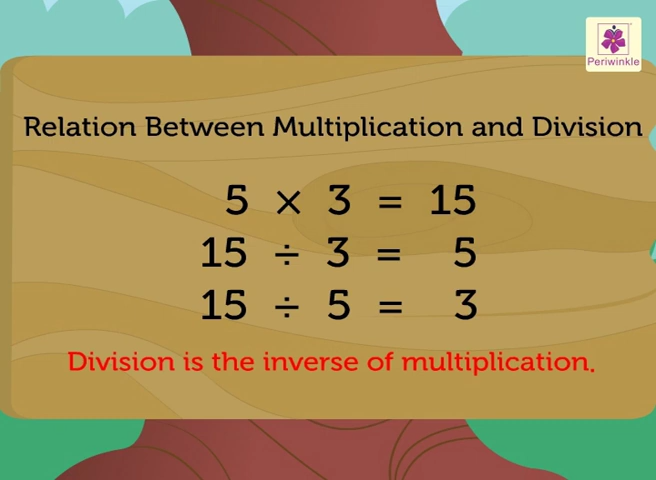 Periwinkle
Relation Between Multiplication and Division
5 × 3 = 15
15 ÷ 3 = 5
15 ÷ 5 = 3
Division is the inverse of multiplication.